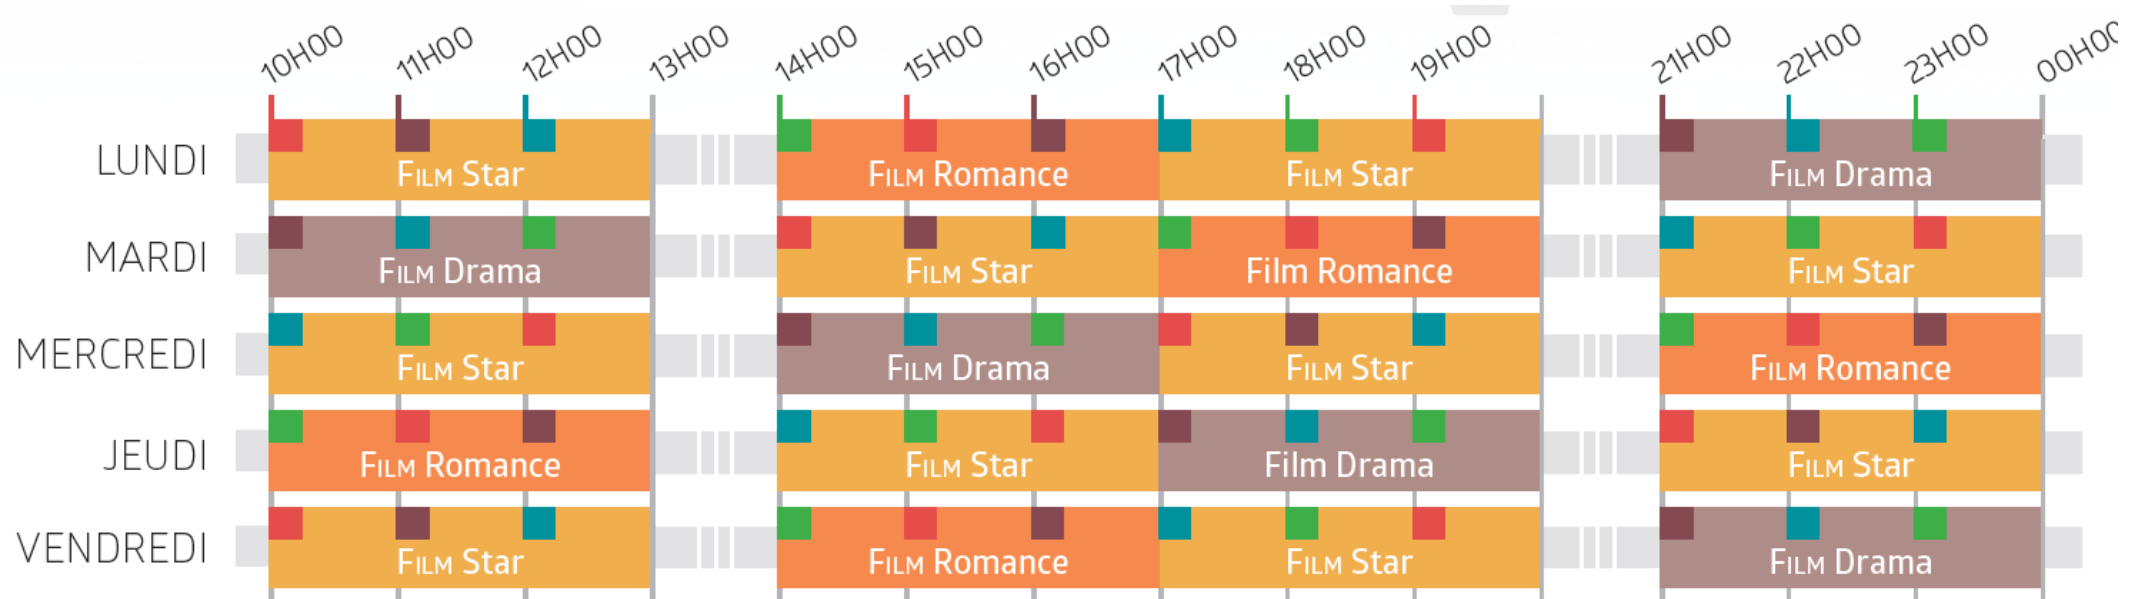 10H00 11H00 12H00 13H00 14H00 15H00 16H00 17H00 18H00 19H00 21H00 22H00 23H00 00H00
LUNDI FILM Star FILM Romance FILM Star FILM Drama
MARDI FILM Drama FILM Star Film Romance FILM Star
MERCREDI FILM Star FILM Drama FILM Star FILM Romance
JEUDI FILM Romance FILM Star Film Drama FILM Star
VENDREDI FILM Star FILM Romance FILM Star FILM Drama